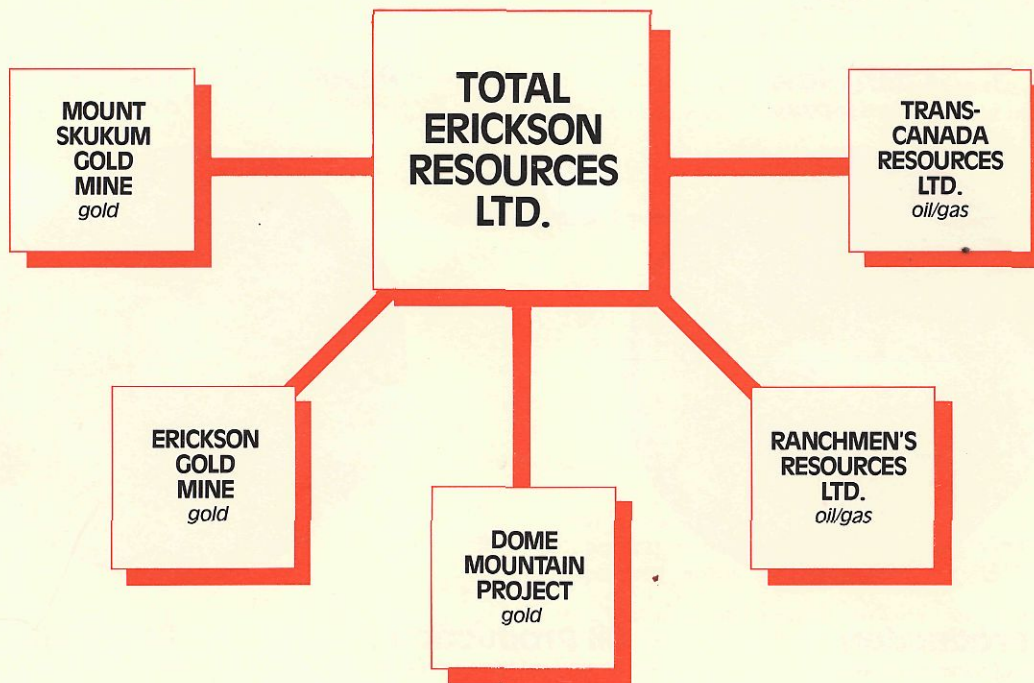 TOTAL
ERICKSON
RESOURCES
LTD.
MOUNT
SKUKUM
GOLD
MINE
gold
TRANS-
CANADA
RESOURCES
LTD.
oil/gas
ERICKSON
GOLD
MINE
gold
DOME
MOUNTAIN
PROJECT
gold
RANCHMEN'S
RESOURCES
LTD.
oil/gas